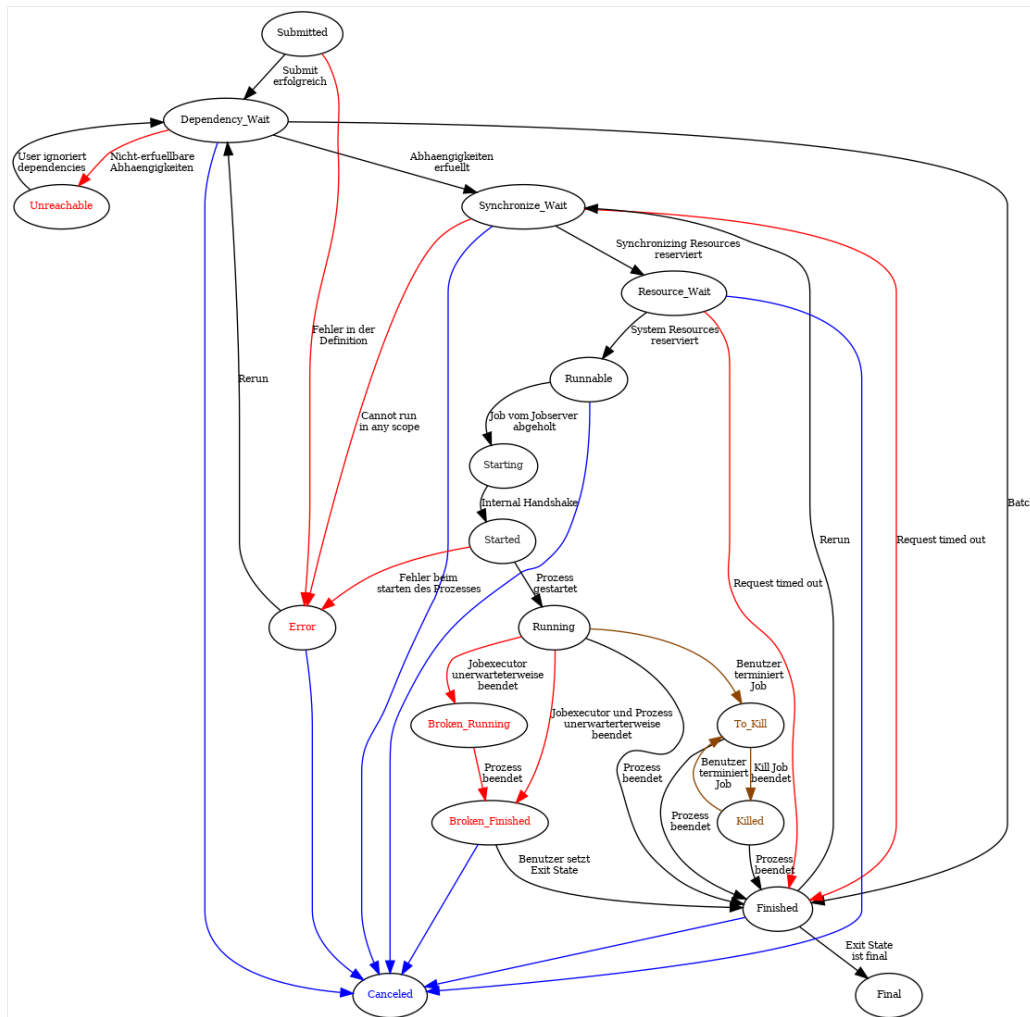 Submitted
Submit
erfolgreich
Dependency_Wait
User ignoriert
dependencies
Nicht-erfuellbare
Abhaengigkeiten
Abhaengigkeiten
erfuellt
Unreachable
Synchronize_Wait
Synchronizing Resources
reserviert
Resource_Wait
Fehler in der
Definition
System Resources
reserviert
Rerun
Runnable
Cannot run
in any scope
Job vom Jobserver
abgeholt
Starting
Internal Handshake
Batc
Started
Rerun
Request timed out
Fehler beim
starten des Prozesses
Prozess
gestartet
Request timed out
Error
Running
Jobexecutor
unerwarteterweise
beendet
Benutzer
terminiert
Job
Broken_Running
Jobexecutor und Prozess
unerwarterterweise
beendet
To_Kill
Prozess
beendet
Prozess
beendet
Benutzer
terminiert
Job
Kill Job
beendet
Broken_Finished
Prozess
beendet
Killed
Benutzer setzt
Exit State
Prozess
beendet
Finished
Exit State
ist final
Canceled
Final